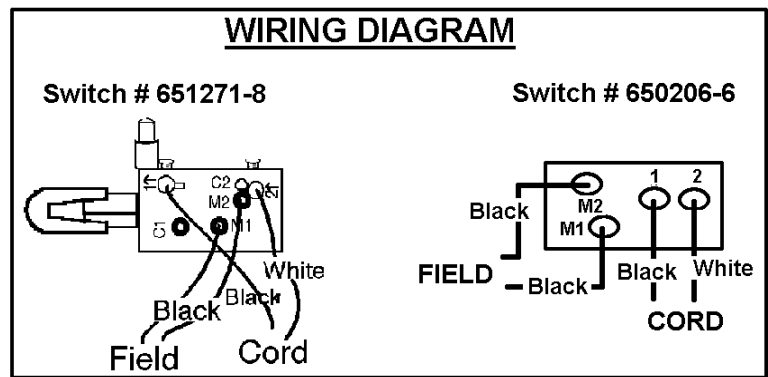 WIRING DIAGRAM
Switch # 651271-8
Switch # 650206-6
C2
M2
M1
C1
White
Black
Black
Field
Cord
1
2
M2
M1
Black
Black
Black
White
FIELD
CORD